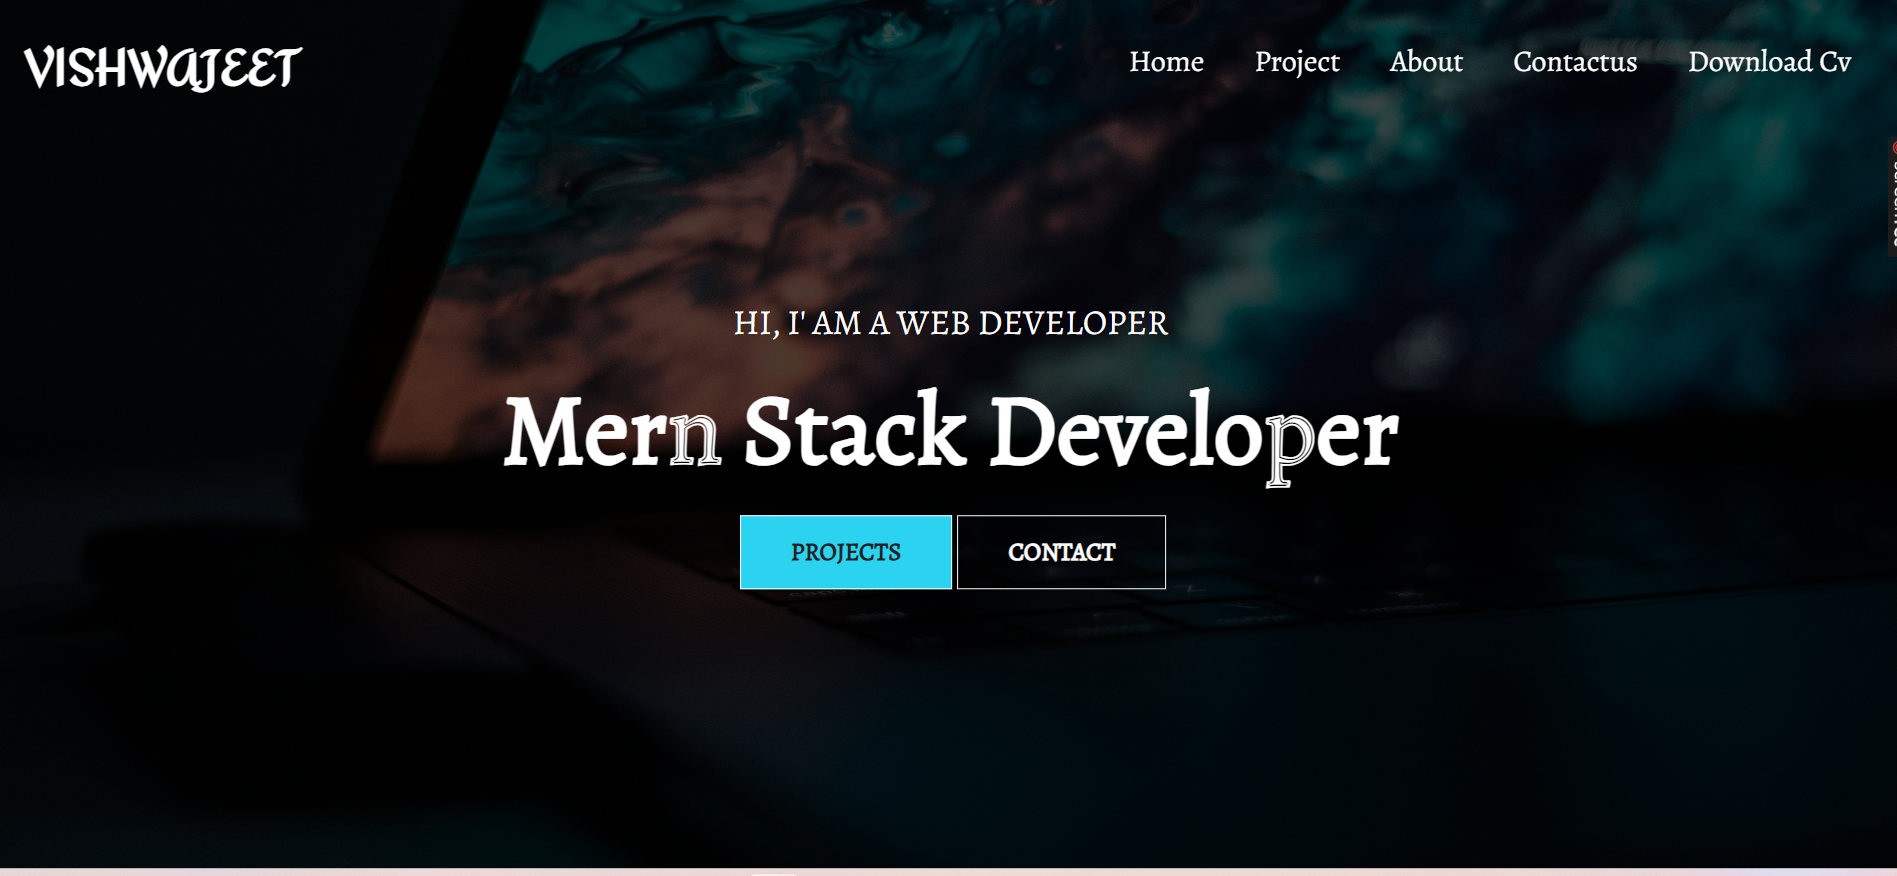 VISHWAJEET
Home Project About Contactus Download Cv
HI, I' AM A WEB DEVELOPER
Mern Stack Developer
PROJECTS CONTACT